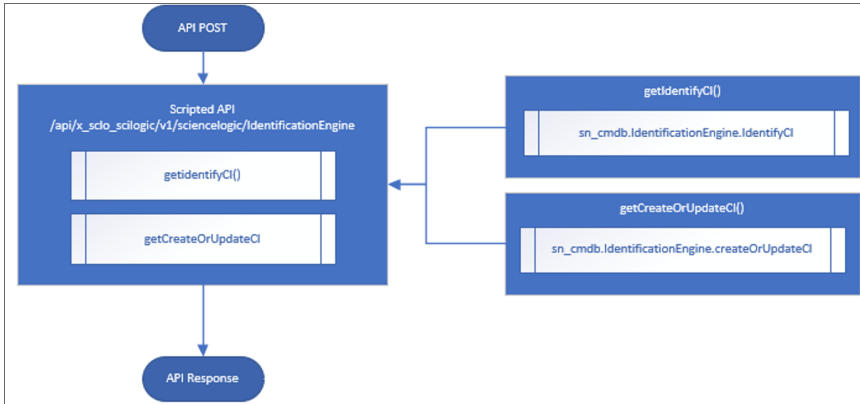 API POST
Scripted API
/api/x_sclo_scilogic/v1/sciencelogic/IdentificationEngine
getIdentifyCI()
getCreateOrUpdateCI
API Response
getIdentifyCI()
sn_cmdb.IdentificationEngine.IdentifyCI
getCreateOrUpdateCI()
sn_cmdb.IdentificationEngine.createOrUpdateCI